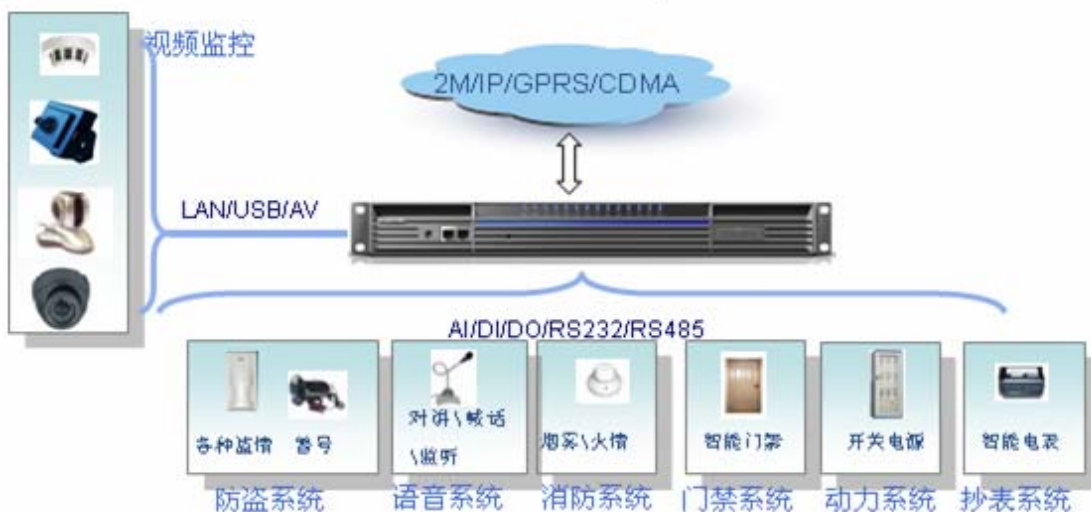 视频监控
2M/IP/GPRS/CDMA
LAN/USB/AV
AI/DI/DO/RS232/RS485
各种盗情 警号
对讲\喊话
\监听
烟雾\火情
智能门禁
开关电源
智能电表
防盗系统 语音系统 消防系统 门禁系统 动力系统 抄表系统